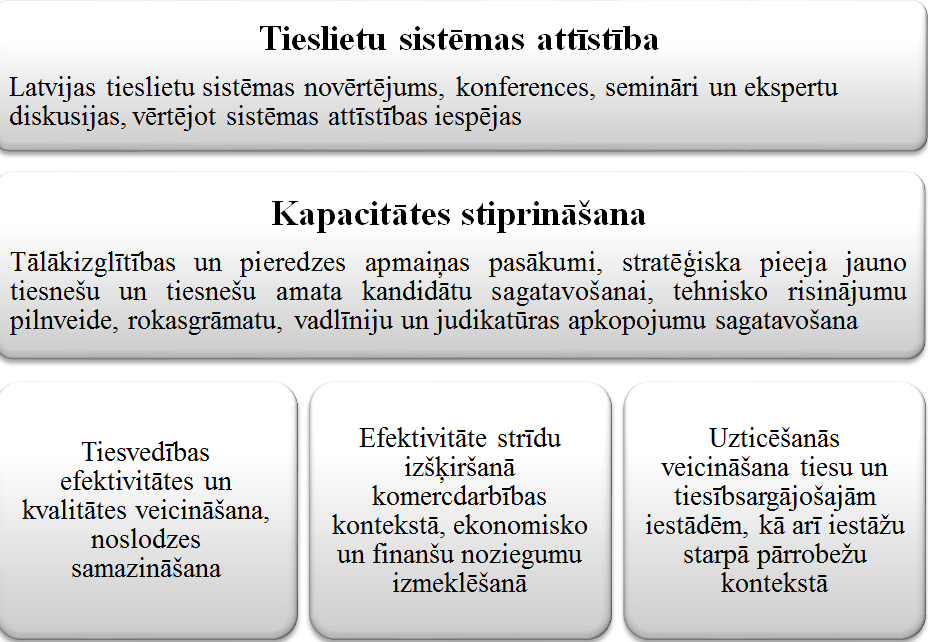 Tieslietu sistēmas attīstība
Latvijas tieslietu sistēmas novērtējums, konferences, semināri un ekspertu
diskusijas, vērtējot sistēmas attīstības iespējas
Kapacitātes stiprināšana
Tālākizglītības un pieredzes apmaiņas pasākumi, stratēģiska pieeja jauno
tiesnešu un tiesnešu amata kandidātu sagatavošanai, tehnisko risinājumu
pilnveide, rokasgrāmatu, vadlīniju un judikatūras apkopojumu sagatavošana
Tiesvedības
efektivitātes un
kvalitātes veicināšana,
noslodzes
samazināšana
Efektivitāte strīdu
izšķiršanā
komercdarbības
kontekstā, ekonomisko
un finanšu noziegumu
izmeklēšanā
Uzticēšanās
veicināšana tiesu un
tiesībsargājošajām
iestādēm, kā arī iestāžu
starpā pārrobežu
kontekstā